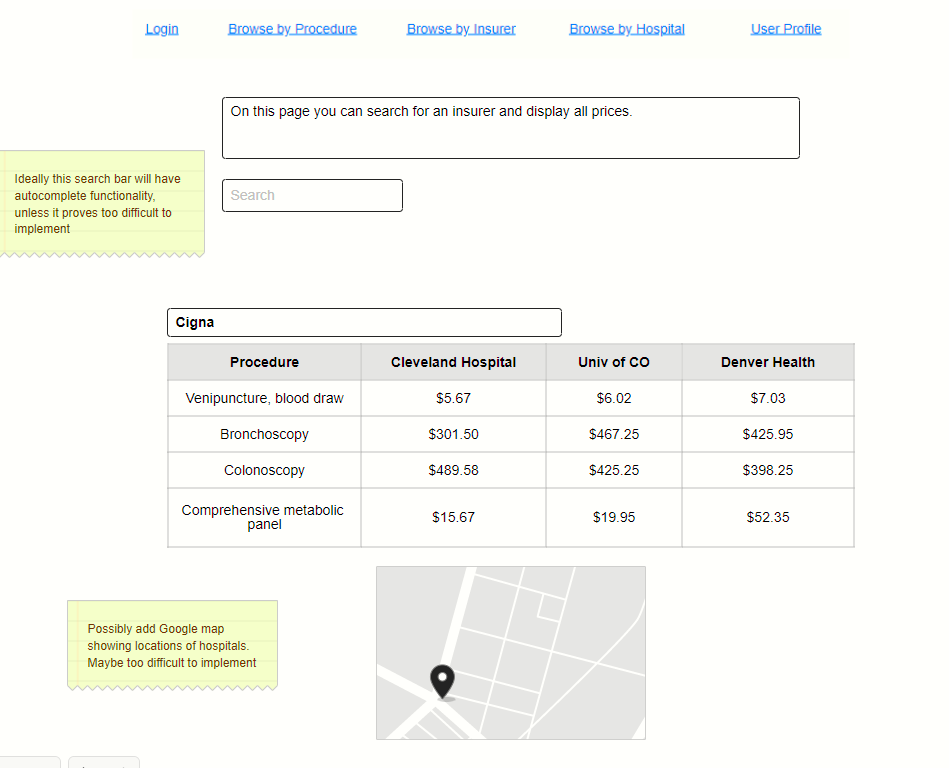 Login Browse by Procedure Browse by Insurer Browse by Hospital User Profile
On this page you can search for an insurer and display all prices.
Ideally this search bar will have
autocomplete functionality,
unless it proves too difficult to
implement
Search
Cigna
Procedure Cleveland Hospital Univ of CO Denver Health
Venipuncture, blood draw $5.67 $6.02 $7.03
Bronchoscopy $301.50 $467.25 $425.95
Colonoscopy $489.58 $425.25 $398.25
Comprehensive metabolic
panel $15.67 $19.95 $52.35
Possibly add Google map
showing locations of hospitals.
Maybe too difficult to implement